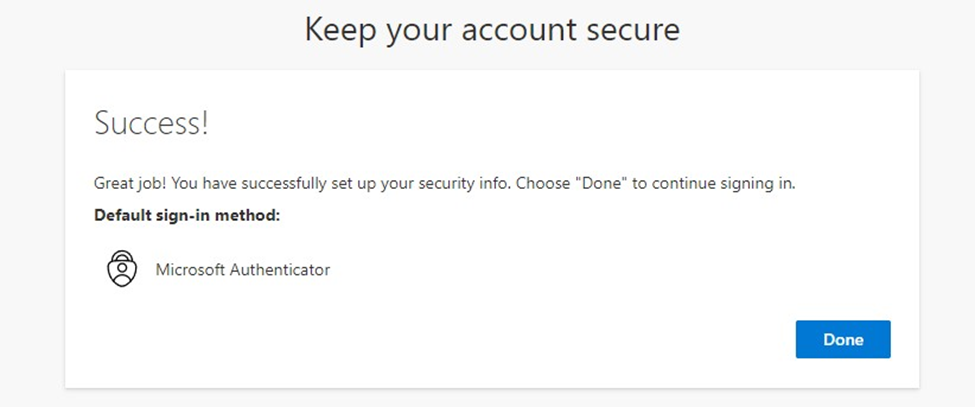 Keep your account secure
Success!
Great job! You have successfully set up your security info. Choose "Done" to continue signing in.
Default sign-in method:
Microsoft Authenticator
Done